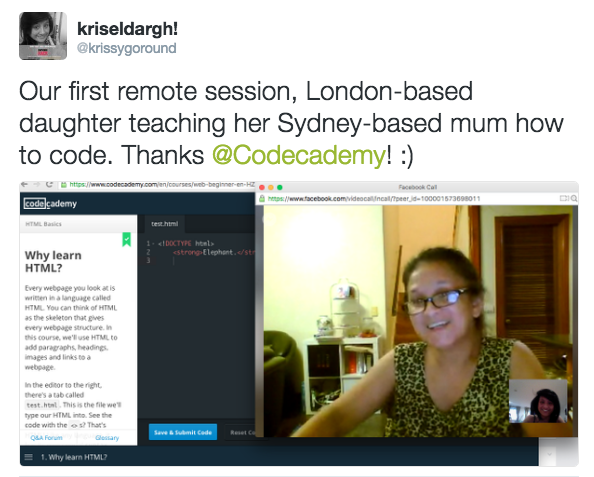 kriseldargh!
@krissygoround
Our first remote session, London-based
daughter teaching her Sydney-based mum how
to code. Thanks @Codecademy! :)
https://www.codecademy.com/en/courses/web-beginner-en-HZ
Facebook Call
https://www.facebook.com/videocall/incall/?peer_id=100001573698011
codecademy
HTML Basics
test.html
Why learn
HTML?
1 <!DOCTYPE html>
2 <strong>Elephant.</str
3
Every webpage you look at is
written in a language called
HTML. You can think of HTML
as the skeleton that gives
every webpage structure. In
this course, we'll use HTML to
add paragraphs, headings,
images and links to a
webpage.
In the editor to the right,
there's a tab called
test.html. This is the file we'll
type our HTML into. See the
code with the <> s? That's
Q&A Forum
Glossary
Save & Submit Code
Reset Co
1. Why learn HTML?